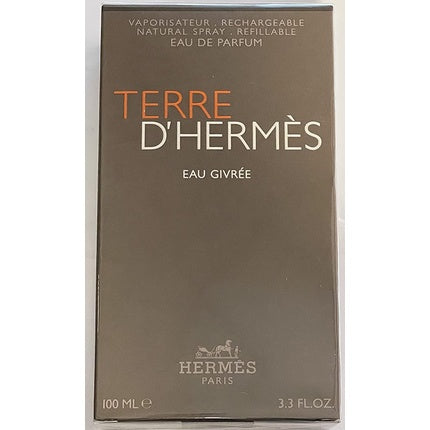 VAPORISATEUR . RECHARGEABLE
NATURAL SPRAY . REFILLABLE
EAU DE PARFUM
TERRE
D'HERMÈS
EAU GIVRÉE
HERMÈS
PARIS
100 ML ℮ 3.3 FL.OZ.